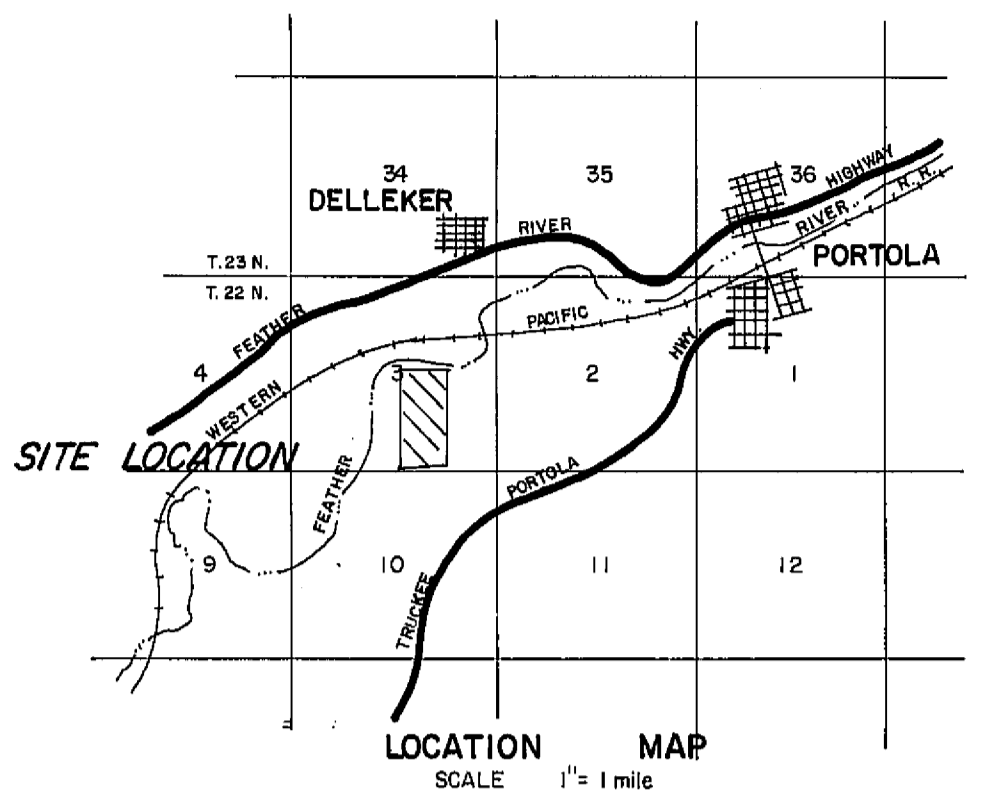 34
35
36
DELLEKER
RIVER
HIGHWAY
RIVER
R. R.
PORTOLA
T. 23 N.
T. 22 N.
FEATHER
PACIFIC
HWY
4
3
2
1
WESTERN
SITE LOCATION
FEATHER
PORTOLA
9
10
11
12
TRUCKEE
LOCATION MAP
SCALE 1"= 1 mile